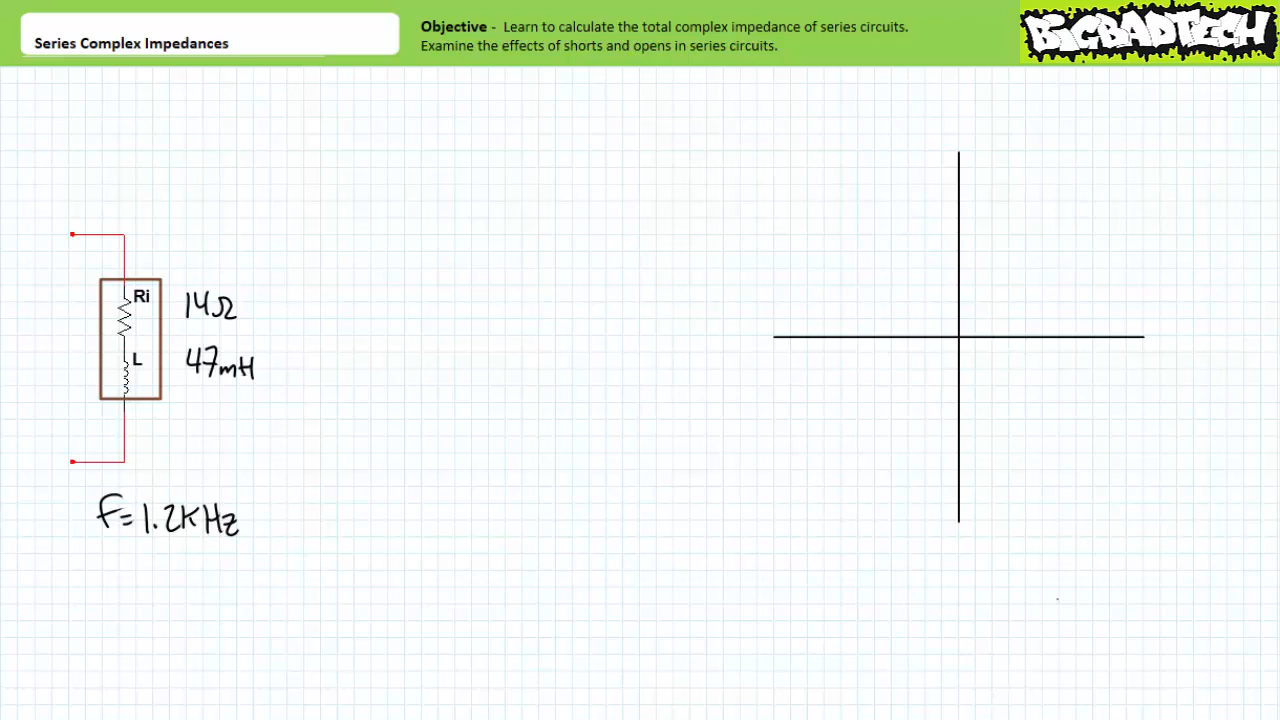 Series Complex Impedances
Objective - Learn to calculate the total complex impedance of series circuits.
Examine the effects of shorts and opens in series circuits.
BIGBADTECH
Ri
14Ω
L
47mH
F=1.2KHz